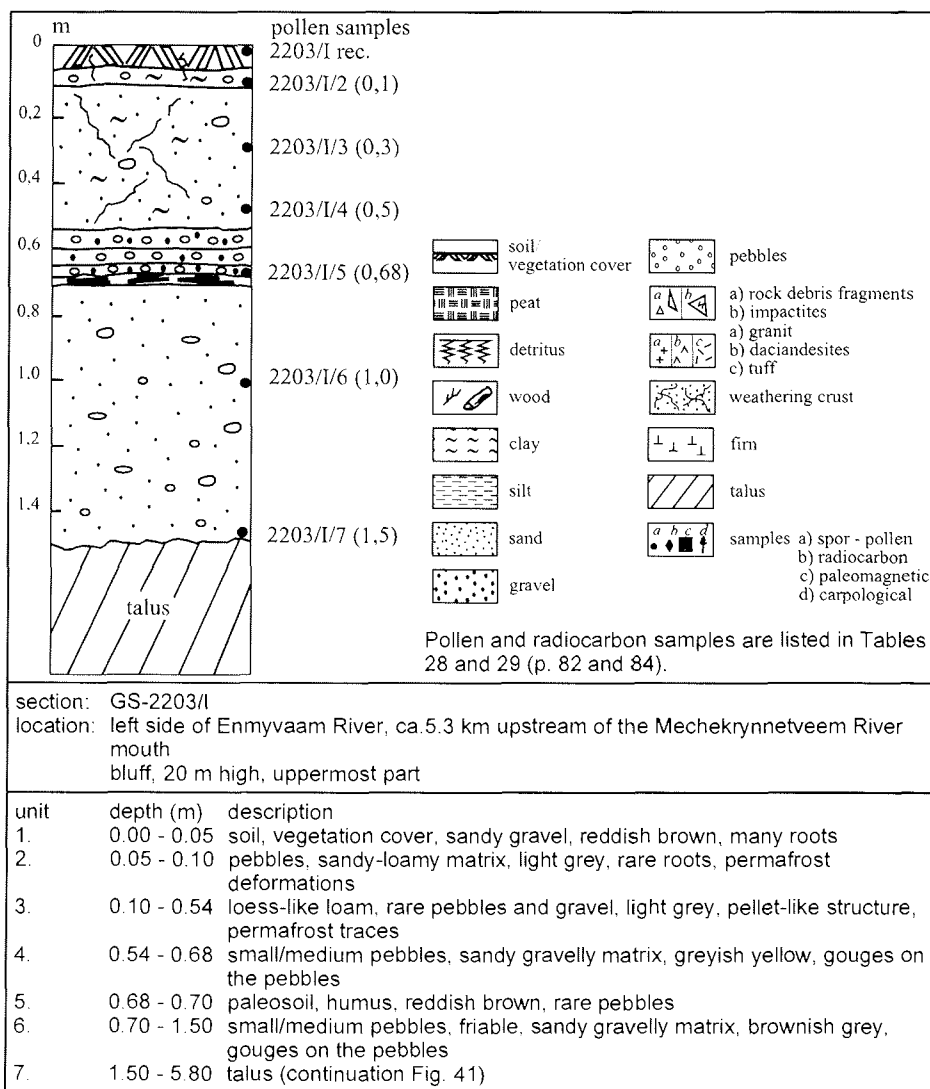 m
pollen samples
0
2203/I rec.
2203/I/2 (0,1)
0,2
2203/I/3 (0,3)
0,4
2203/I/4 (0,5)
0,6
2203/I/5 (0,68)
0,8
1,0
2203/I/6 (1,0)
1,2
1,4
2203/I/7 (1,5)
talus
soil/
vegetation cover
peat
detritus
wood
clay
silt
sand
gravel
pebbles
a b
a) rock debris fragments
b) impactites
a b c
a) granit
b) daciandesites
c) tuff
weathering crust
firn
talus
a b c d
samples
a) spor - pollen
b) radiocarbon
c) paleomagnetic
d) carpological
Pollen and radiocarbon samples are listed in Tables
28 and 29 (p. 82 and 84).
section: GS-2203/I
location: left side of Enmyvaam River, ca.5.3 km upstream of the Mechekrynnetveem River
mouth
bluff, 20 m high, uppermost part
unit depth (m) description
1. 0.00 - 0.05 soil, vegetation cover, sandy gravel, reddish brown, many roots
2. 0.05 - 0.10 pebbles, sandy-loamy matrix, light grey, rare roots, permafrost
deformations
3. 0.10 - 0.54 loess-like loam, rare pebbles and gravel, light grey, pellet-like structure,
permafrost traces
4. 0.54 - 0.68 small/medium pebbles, sandy gravelly matrix, greyish yellow, gouges on
the pebbles
5. 0.68 - 0.70 paleosoil, humus, reddish brown, rare pebbles
6. 0.70 - 1.50 small/medium pebbles, friable, sandy gravelly matrix, brownish grey,
gouges on the pebbles
7. 1.50 - 5.80 talus (continuation Fig. 41)